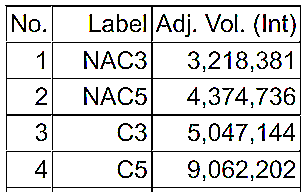 No. Label Adj. Vol. (Int)
1 NAC3 3,218,381
2 NAC5 4,374,736
3 C3 5,047,144
4 C5 9,062,202